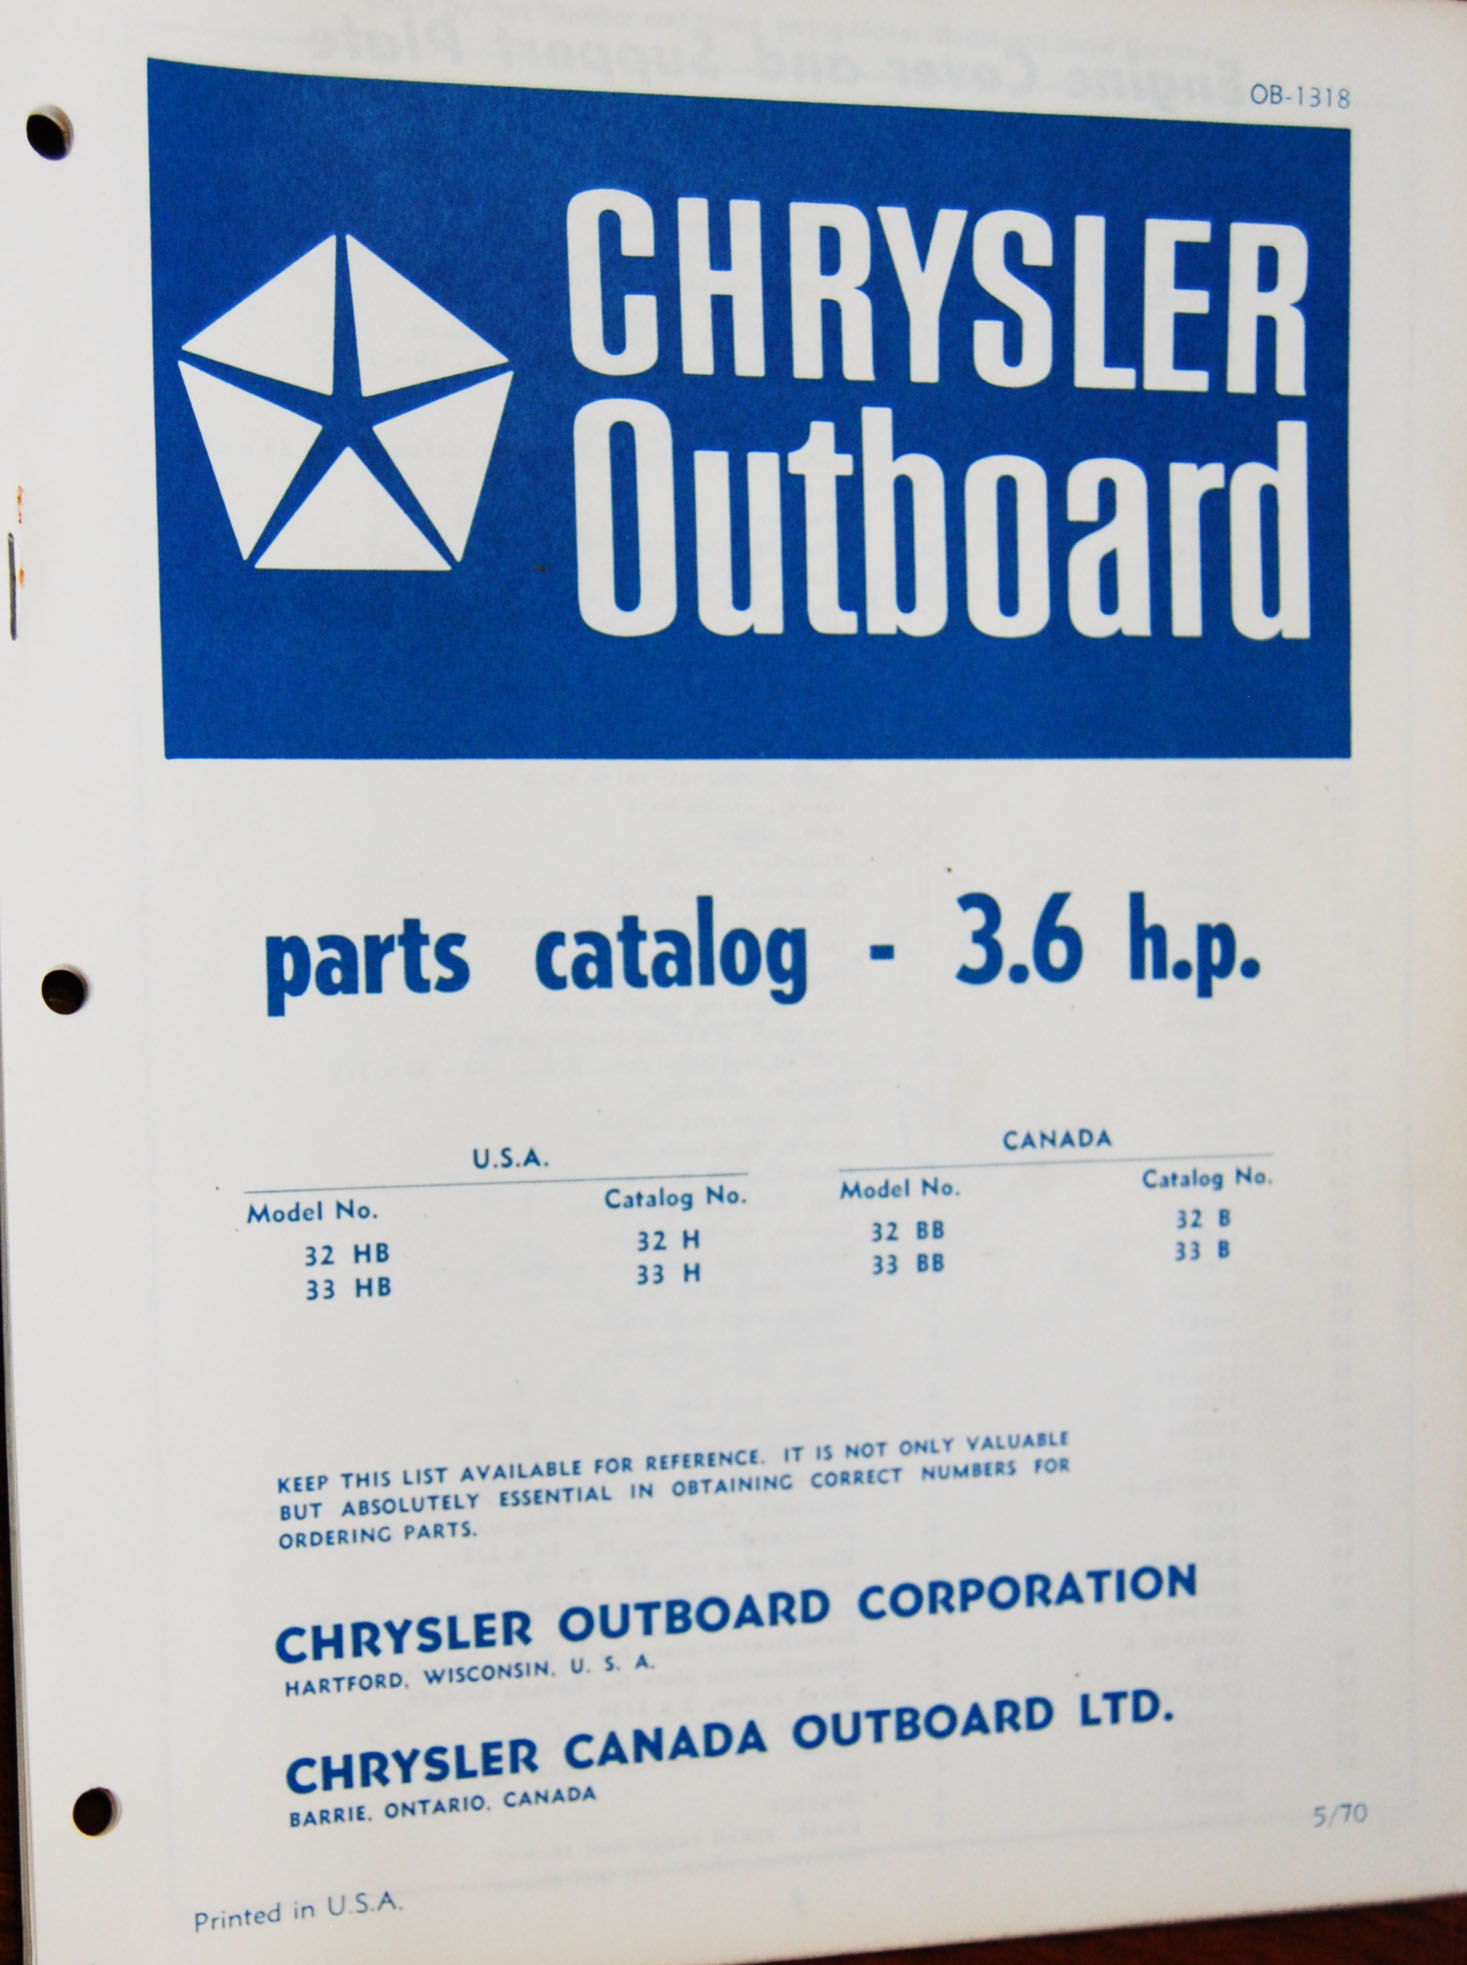 OB-1318
CHRYSLER
Outboard
parts catalog - 3.6 h.p.
U.S.A.
Model No. Catalog No.
32 HB 32 H
33 HB 33 H
CANADA
Model No. Catalog No.
32 BB 32 B
33 BB 33 B
KEEP THIS LIST AVAILABLE FOR REFERENCE. IT IS NOT ONLY VALUABLE
BUT ABSOLUTELY ESSENTIAL IN OBTAINING CORRECT NUMBERS FOR
ORDERING PARTS.
CHRYSLER OUTBOARD CORPORATION
HARTFORD, WISCONSIN, U. S. A.
CHRYSLER CANADA OUTBOARD LTD.
BARRIE, ONTARIO, CANADA
5/70
Printed in U.S.A.